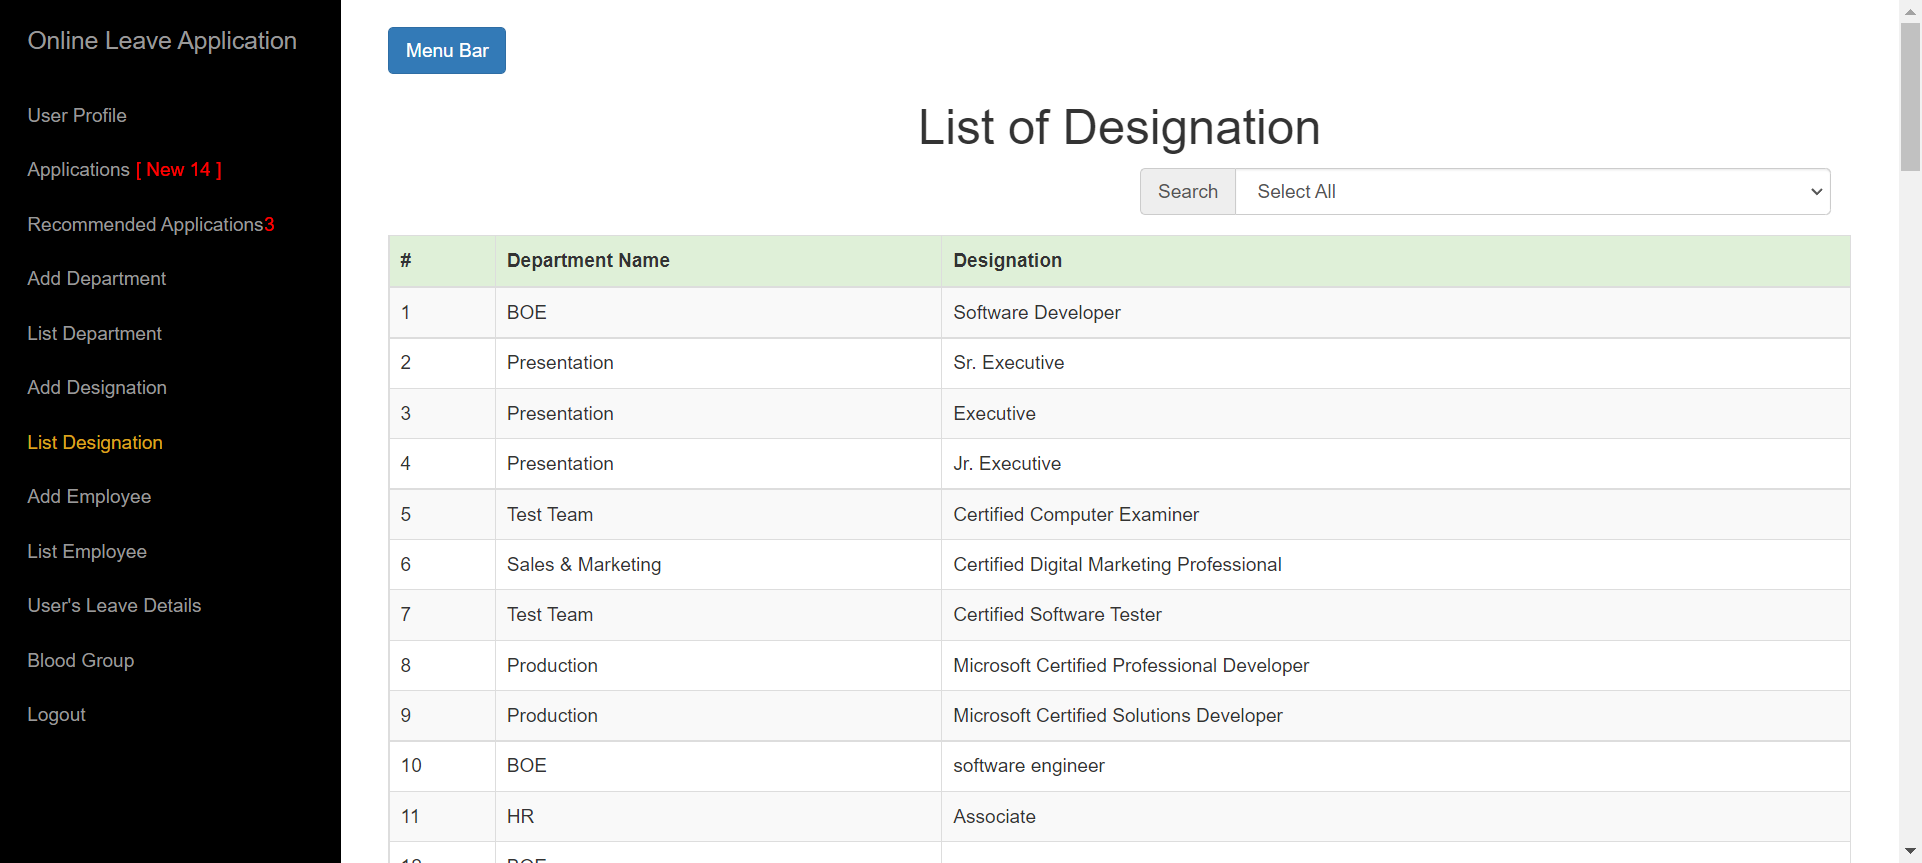 Online Leave Application
User Profile
Applications [ New 14 ]
Recommended Applications3
Add Department
List Department
Add Designation
List Designation
Add Employee
List Employee
User's Leave Details
Blood Group
Logout
Menu Bar
List of Designation
Search Select All
# Department Name Designation
1 BOE Software Developer
2 Presentation Sr. Executive
3 Presentation Executive
4 Presentation Jr. Executive
5 Test Team Certified Computer Examiner
6 Sales & Marketing Certified Digital Marketing Professional
7 Test Team Certified Software Tester
8 Production Microsoft Certified Professional Developer
9 Production Microsoft Certified Solutions Developer
10 BOE software engineer
11 HR Associate